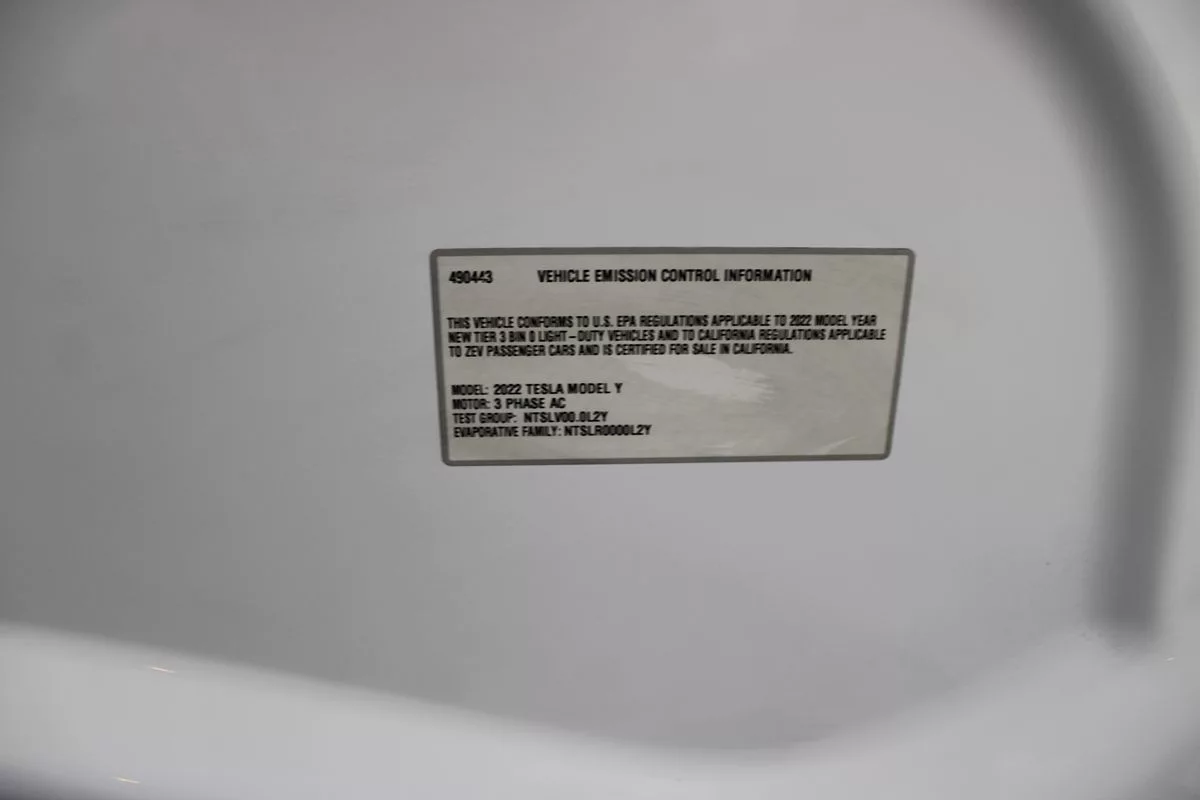 490443 VEHICLE EMISSION CONTROL INFORMATION
THIS VEHICLE CONFORMS TO U.S. EPA REGULATIONS APPLICABLE TO 2022 MODEL YEAR
NEW TIER 3 BIN 0 LIGHT-DUTY VEHICLES AND TO CALIFORNIA REGULATIONS APPLICABLE
TO ZEV PASSENGER CARS AND IS CERTIFIED FOR SALE IN CALIFORNIA.
MODEL: 2022 TESLA MODEL Y
MOTOR: 3 PHASE AC
TEST GROUP: NTSLV00.0L2Y
EVAPORATIVE FAMILY: NTSLR0000L2Y